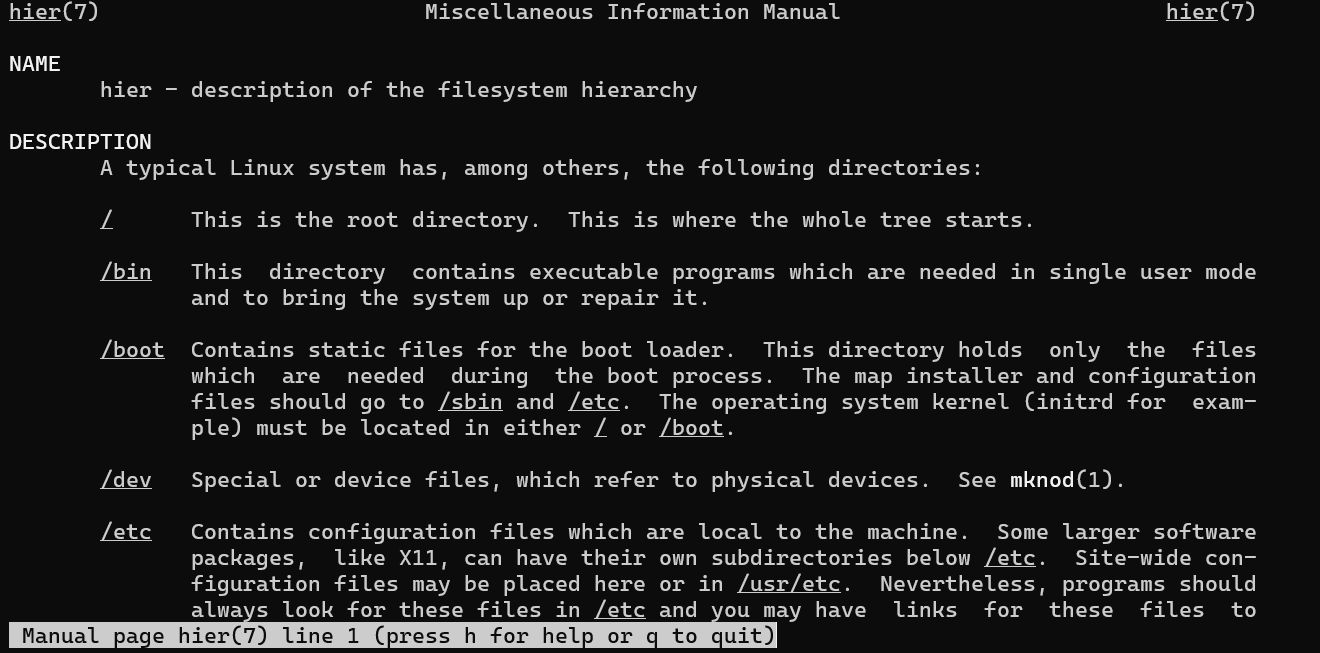 hier(7)                         Miscellaneous Information Manual                         hier(7)
NAME
       hier - description of the filesystem hierarchy
DESCRIPTION
       A typical Linux system has, among others, the following directories:
       /      This is the root directory.  This is where the whole tree starts.
       /bin   This  directory  contains executable programs which are needed in single user mode
              and to bring the system up or repair it.
       /boot  Contains static files for the boot loader.  This directory holds  only  the  files
              which  are  needed  during  the boot process.  The map installer and configuration
              files should go to /sbin and /etc.  The operating system kernel (initrd for  exam-
              ple) must be located in either / or /boot.
       /dev   Special or device files, which refer to physical devices.  See mknod(1).
       /etc   Contains configuration files which are local to the machine.  Some larger software
              packages,  like X11, can have their own subdirectories below /etc.  Site-wide con-
              figuration files may be placed here or in /usr/etc.  Nevertheless, programs should
              always look for these files in /etc and you may have  links  for  these  files  to
 Manual page hier(7) line 1 (press h for help or q to quit)